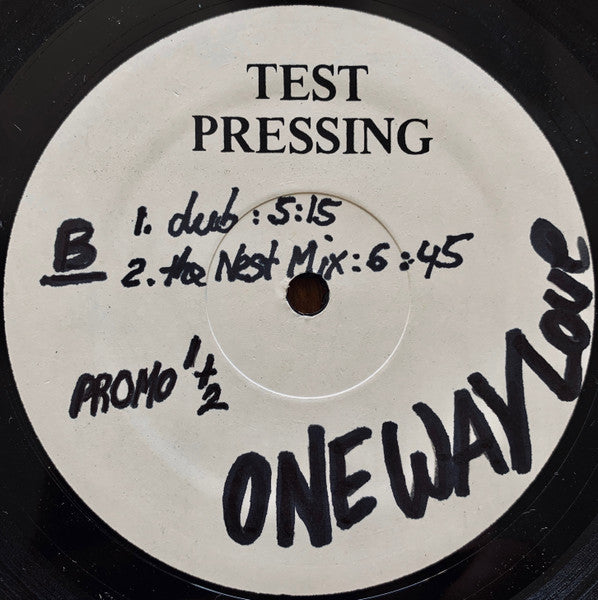 TEST
PRESSING
B
1. dub : 5:15
2. the Nest Mix : 6:45
PROMO 1+2
ONE WAY LOVE